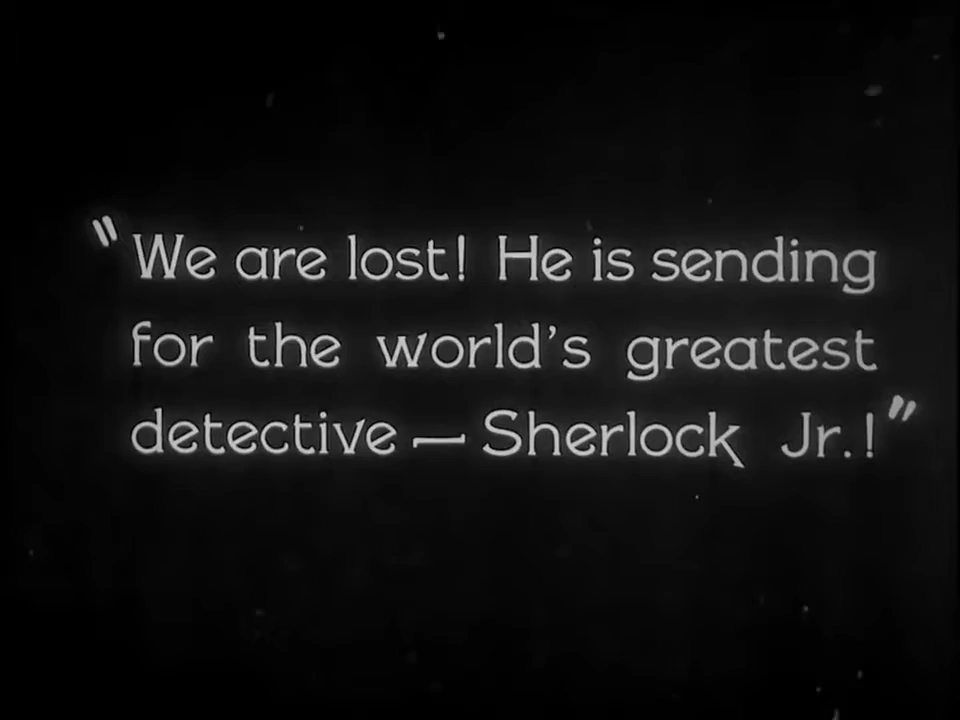 "We are lost! He is sending
for the world's greatest
detective — Sherlock Jr.!"